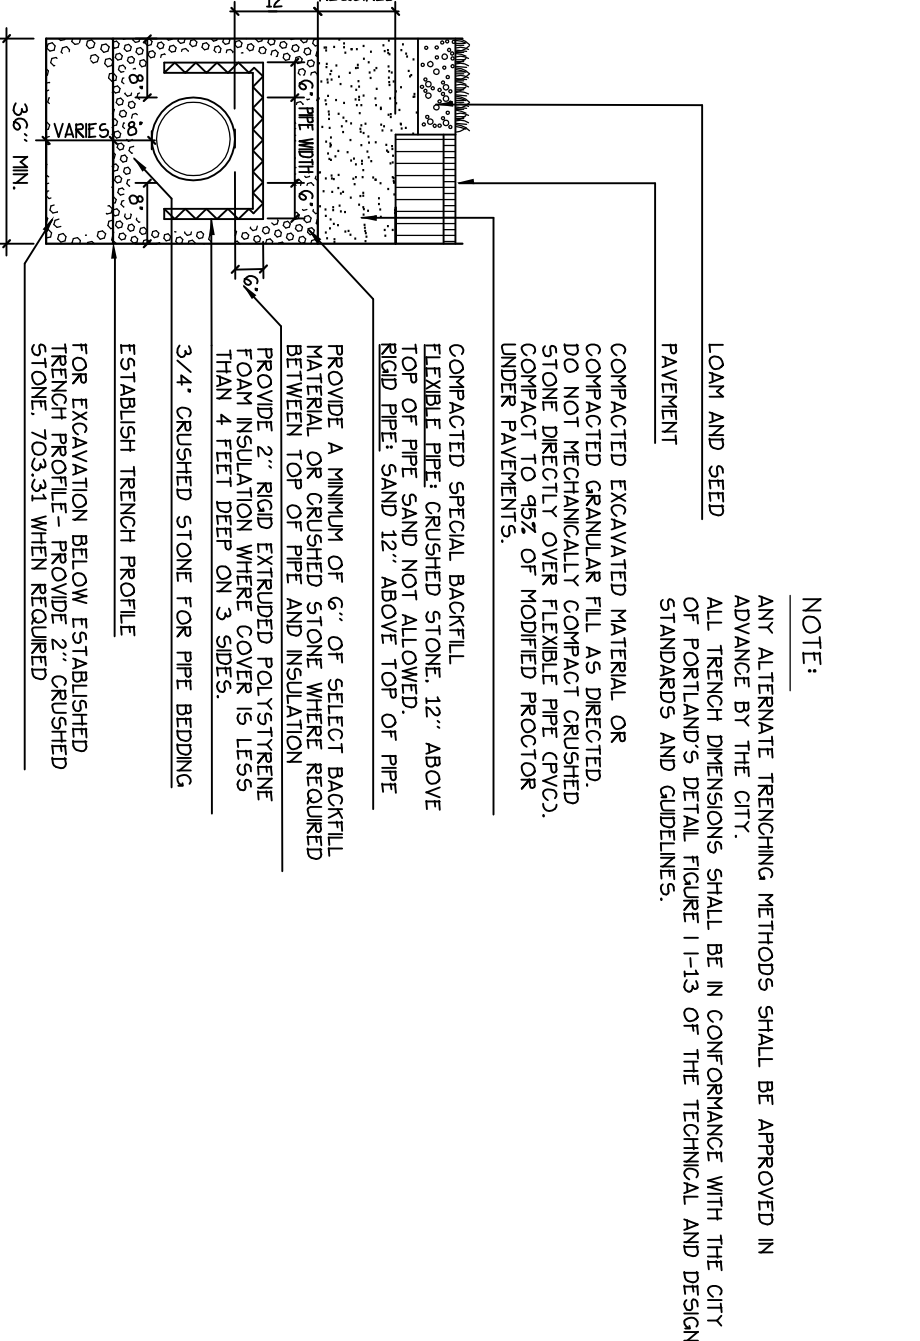 NOTE:
ANY ALTERNATE TRENCHING METHODS SHALL BE APPROVED IN
ADVANCE BY THE CITY.
ALL TRENCH DIMENSIONS SHALL BE IN CONFORMANCE WITH THE CITY
OF PORTLAND'S DETAIL FIGURE I I-13 OF THE TECHNICAL AND DESIGN
STANDARDS AND GUIDELINES.
LOAM AND SEED
PAVEMENT
COMPACTED EXCAVATED MATERIAL OR
COMPACTED GRANULAR FILL AS DIRECTED.
DO NOT MECHANICALLY COMPACT CRUSHED
STONE DIRECTLY OVER FLEXIBLE PIPE (PVC).
COMPACT TO 95% OF MODIFIED PROCTOR
UNDER PAVEMENTS.
COMPACTED SPECIAL BACKFILL
FLEXIBLE PIPE: CRUSHED STONE, 12" ABOVE
TOP OF PIPE SAND NOT ALLOWED.
RIGID PIPE: SAND 12" ABOVE TOP OF PIPE
PROVIDE A MINIMUM OF 6" OF SELECT BACKFILL
MATERIAL OR CRUSHED STONE WHERE REQUIRED
BETWEEN TOP OF PIPE AND INSULATION
PROVIDE 2" RIGID EXTRUDED POLYSTYRENE
FOAM INSULATION WHERE COVER IS LESS
THAN 4 FEET DEEP ON 3 SIDES.
3/4" CRUSHED STONE FOR PIPE BEDDING
ESTABLISH TRENCH PROFILE
FOR EXCAVATION BELOW ESTABLISHED
TRENCH PROFILE- PROVIDE 2" CRUSHED
STONE, 703.31 WHEN REQUIRED
12"
6" PIPE WIDTH 6"
6"
8" 8" 8"
VARIES
36" MIN.